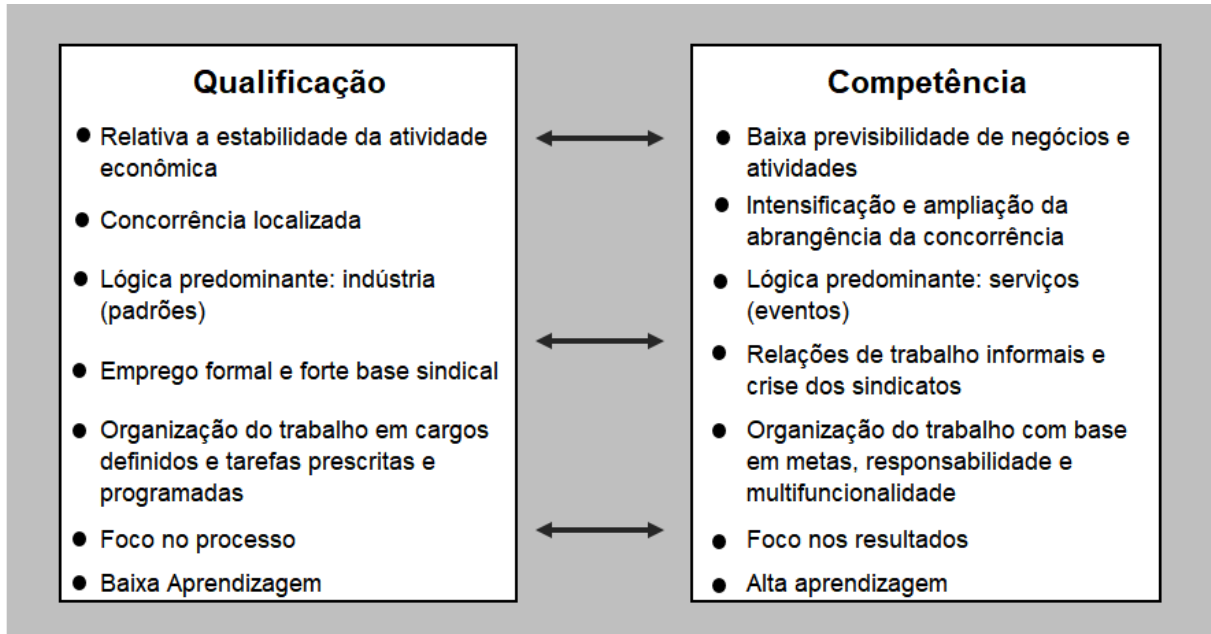 Qualificação
● Relativa a estabilidade da atividade
econômica
● Concorrência localizada
● Lógica predominante: indústria
(padrões)
● Emprego formal e forte base sindical
● Organização do trabalho em cargos
definidos e tarefas prescritas e
programadas
● Foco no processo
● Baixa Aprendizagem
Competência
● Baixa previsibilidade de negócios e
atividades
● Intensificação e ampliação da
abrangência da concorrência
● Lógica predominante: serviços
(eventos)
● Relações de trabalho informais e
crise dos sindicatos
● Organização do trabalho com base
em metas, responsabilidade e
multifuncionalidade
● Foco nos resultados
● Alta aprendizagem